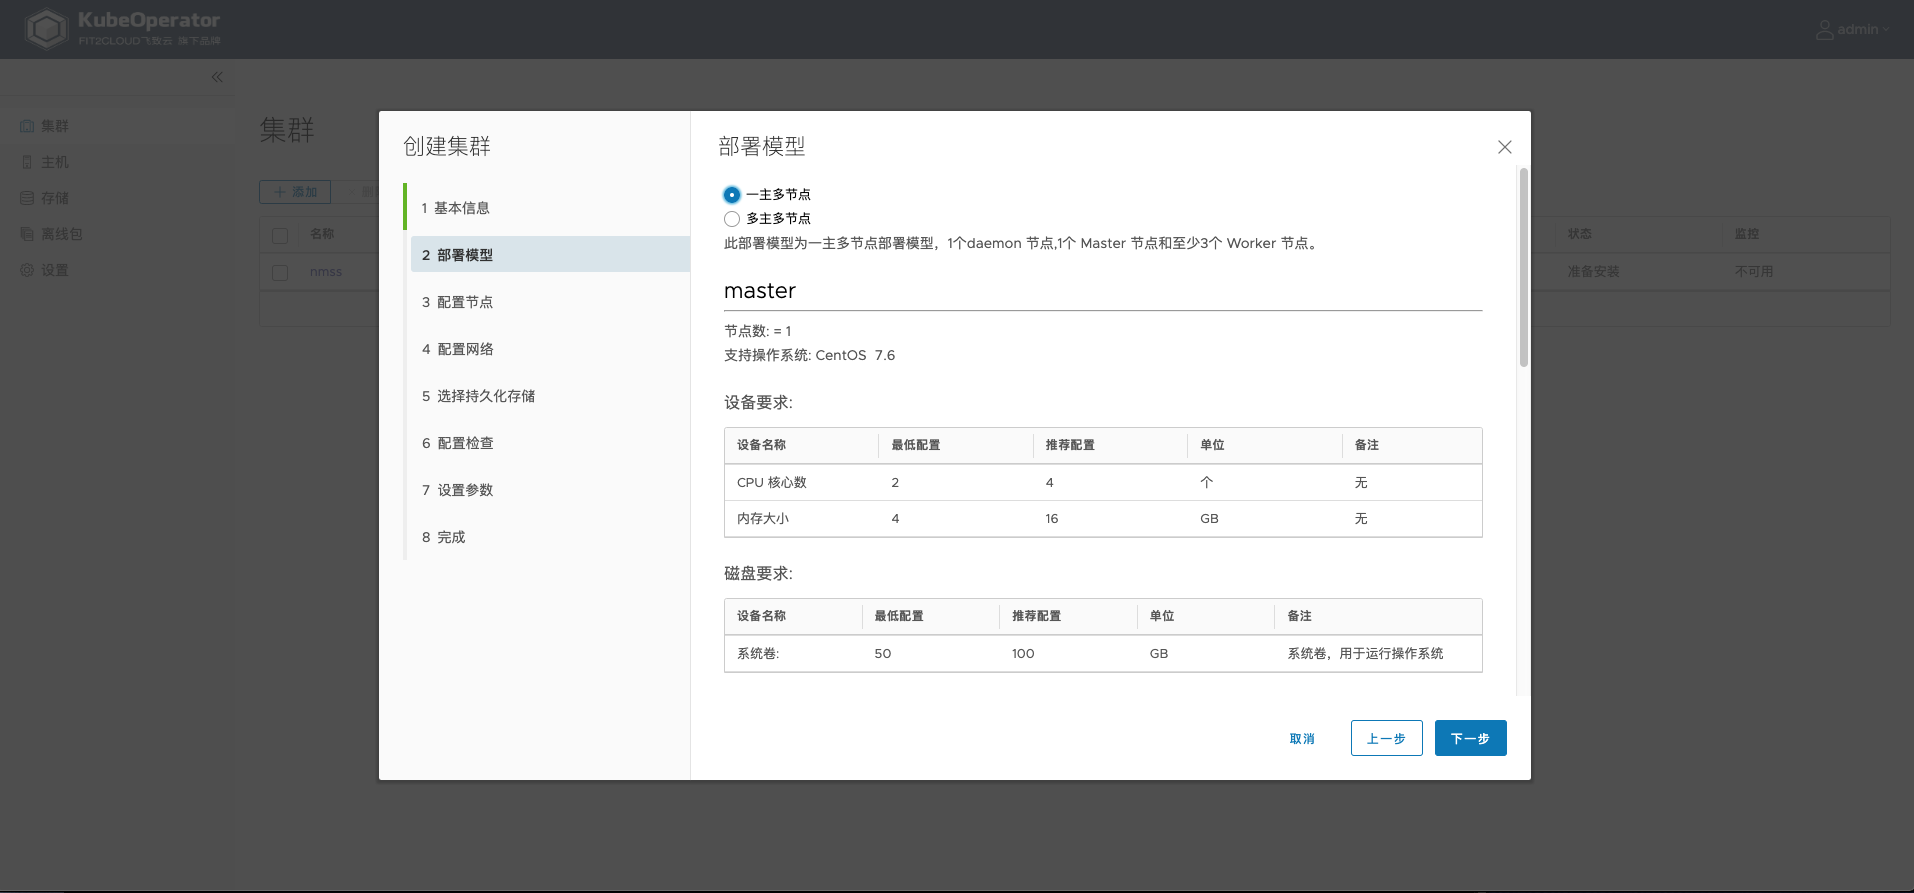 KubeOperator
FIT2CLOUD飞致云 旗下品牌
admin
集群
主机
存储
离线包
设置
集群
添加
名称
状态
监控
nmss
准备安装
不可用
创建集群
1 基本信息
2 部署模型
3 配置节点
4 配置网络
5 选择持久化存储
6 配置检查
7 设置参数
8 完成
部署模型
一主多节点
多主多节点
此部署模型为一主多节点部署模型，1个daemon 节点,1个 Master 节点和至少3个 Worker 节点。
master
节点数: = 1
支持操作系统: CentOS 7.6
设备要求:
设备名称 最低配置 推荐配置 单位 备注
CPU 核心数 2 4 个 无
内存大小 4 16 GB 无
磁盘要求:
设备名称 最低配置 推荐配置 单位 备注
系统卷: 50 100 GB 系统卷，用于运行操作系统
取消 上一步 下一步